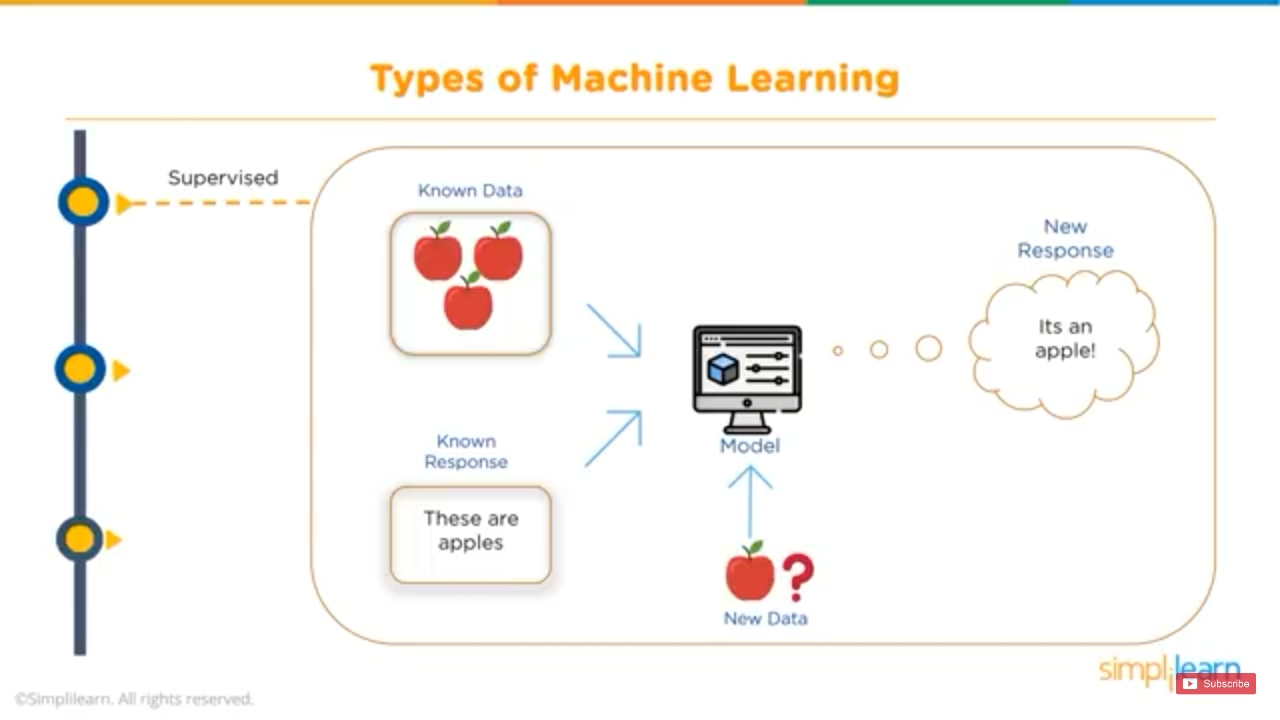 Types of Machine Learning
Supervised
Known Data
Known
Response
These are
apples
Model
?
New Data
New
Response
Its an
apple!
simplilearn
Subscribe
©Simplilearn. All rights reserved.